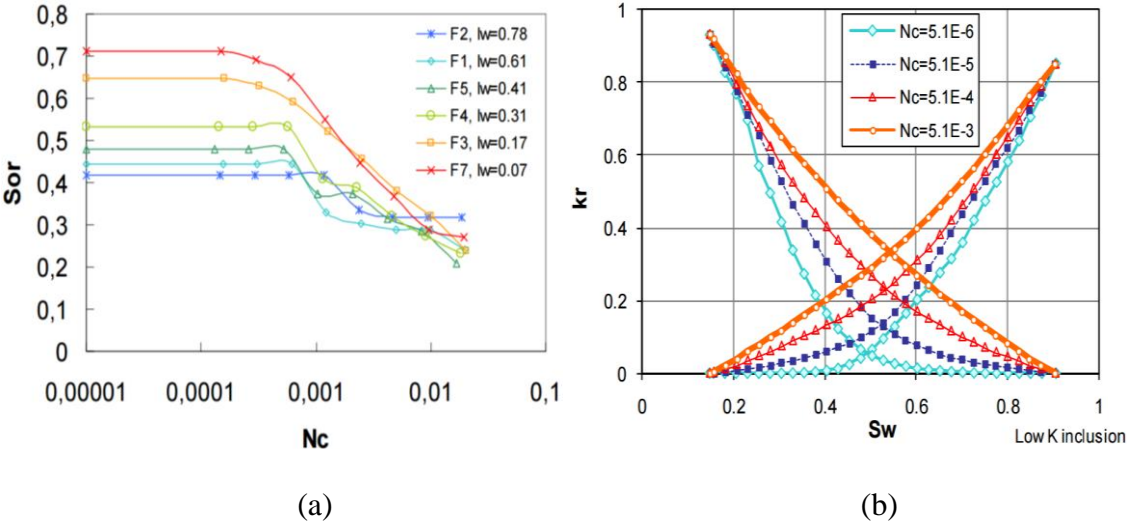 0,8
0,7
0,6
0,5
0,4
0,3
0,2
0,1
0
Sor
0,00001
0,0001
0,001
0,01
0,1
Nc
F2, Iw=0.78
F1, Iw=0.61
F5, Iw=0.41
F4, Iw=0.31
F3, Iw=0.17
F7, Iw=0.07
(a)
1
0.8
0.6
0.4
0.2
0
kr
Nc=5.1E-6
Nc=5.1E-5
Nc=5.1E-4
Nc=5.1E-3
0
0.2
0.4
0.6
0.8
1
Sw
Low K inclusion
(b)